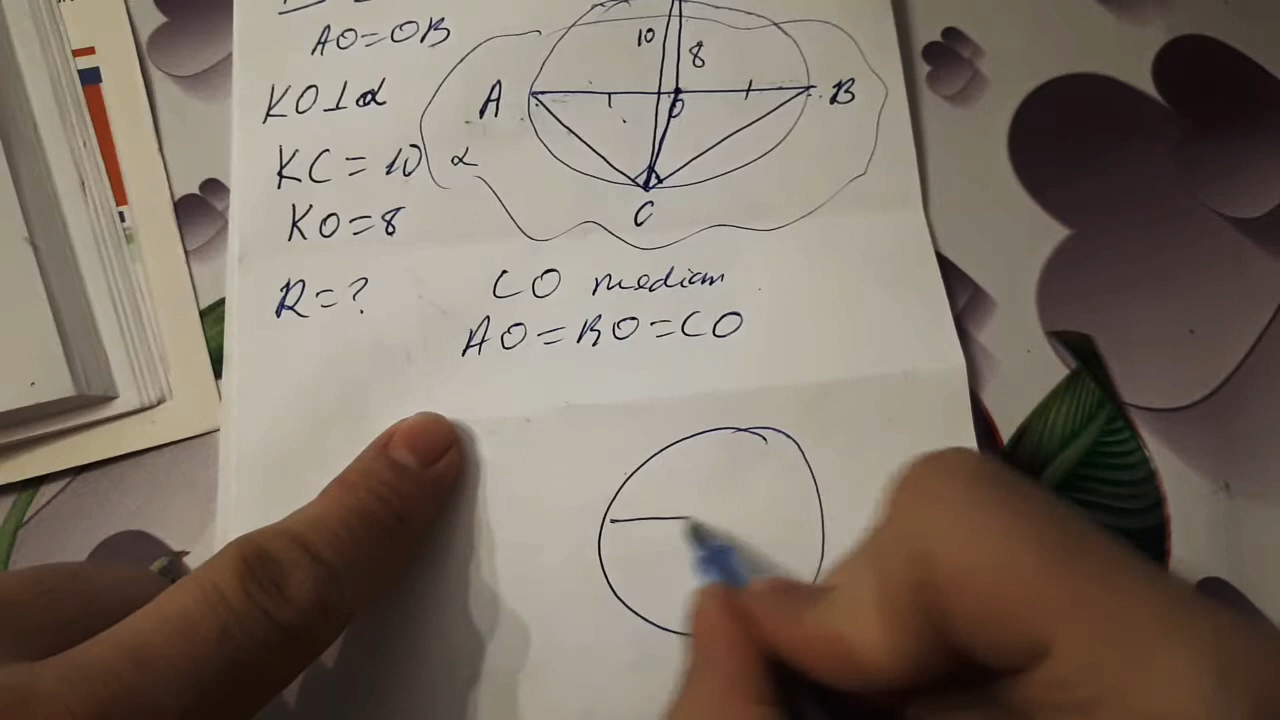 AO=OB
KO⊥α
KC=10
KO=8
R=?
10
8
A
O
B
α
C
CO median
AO=BO=CO